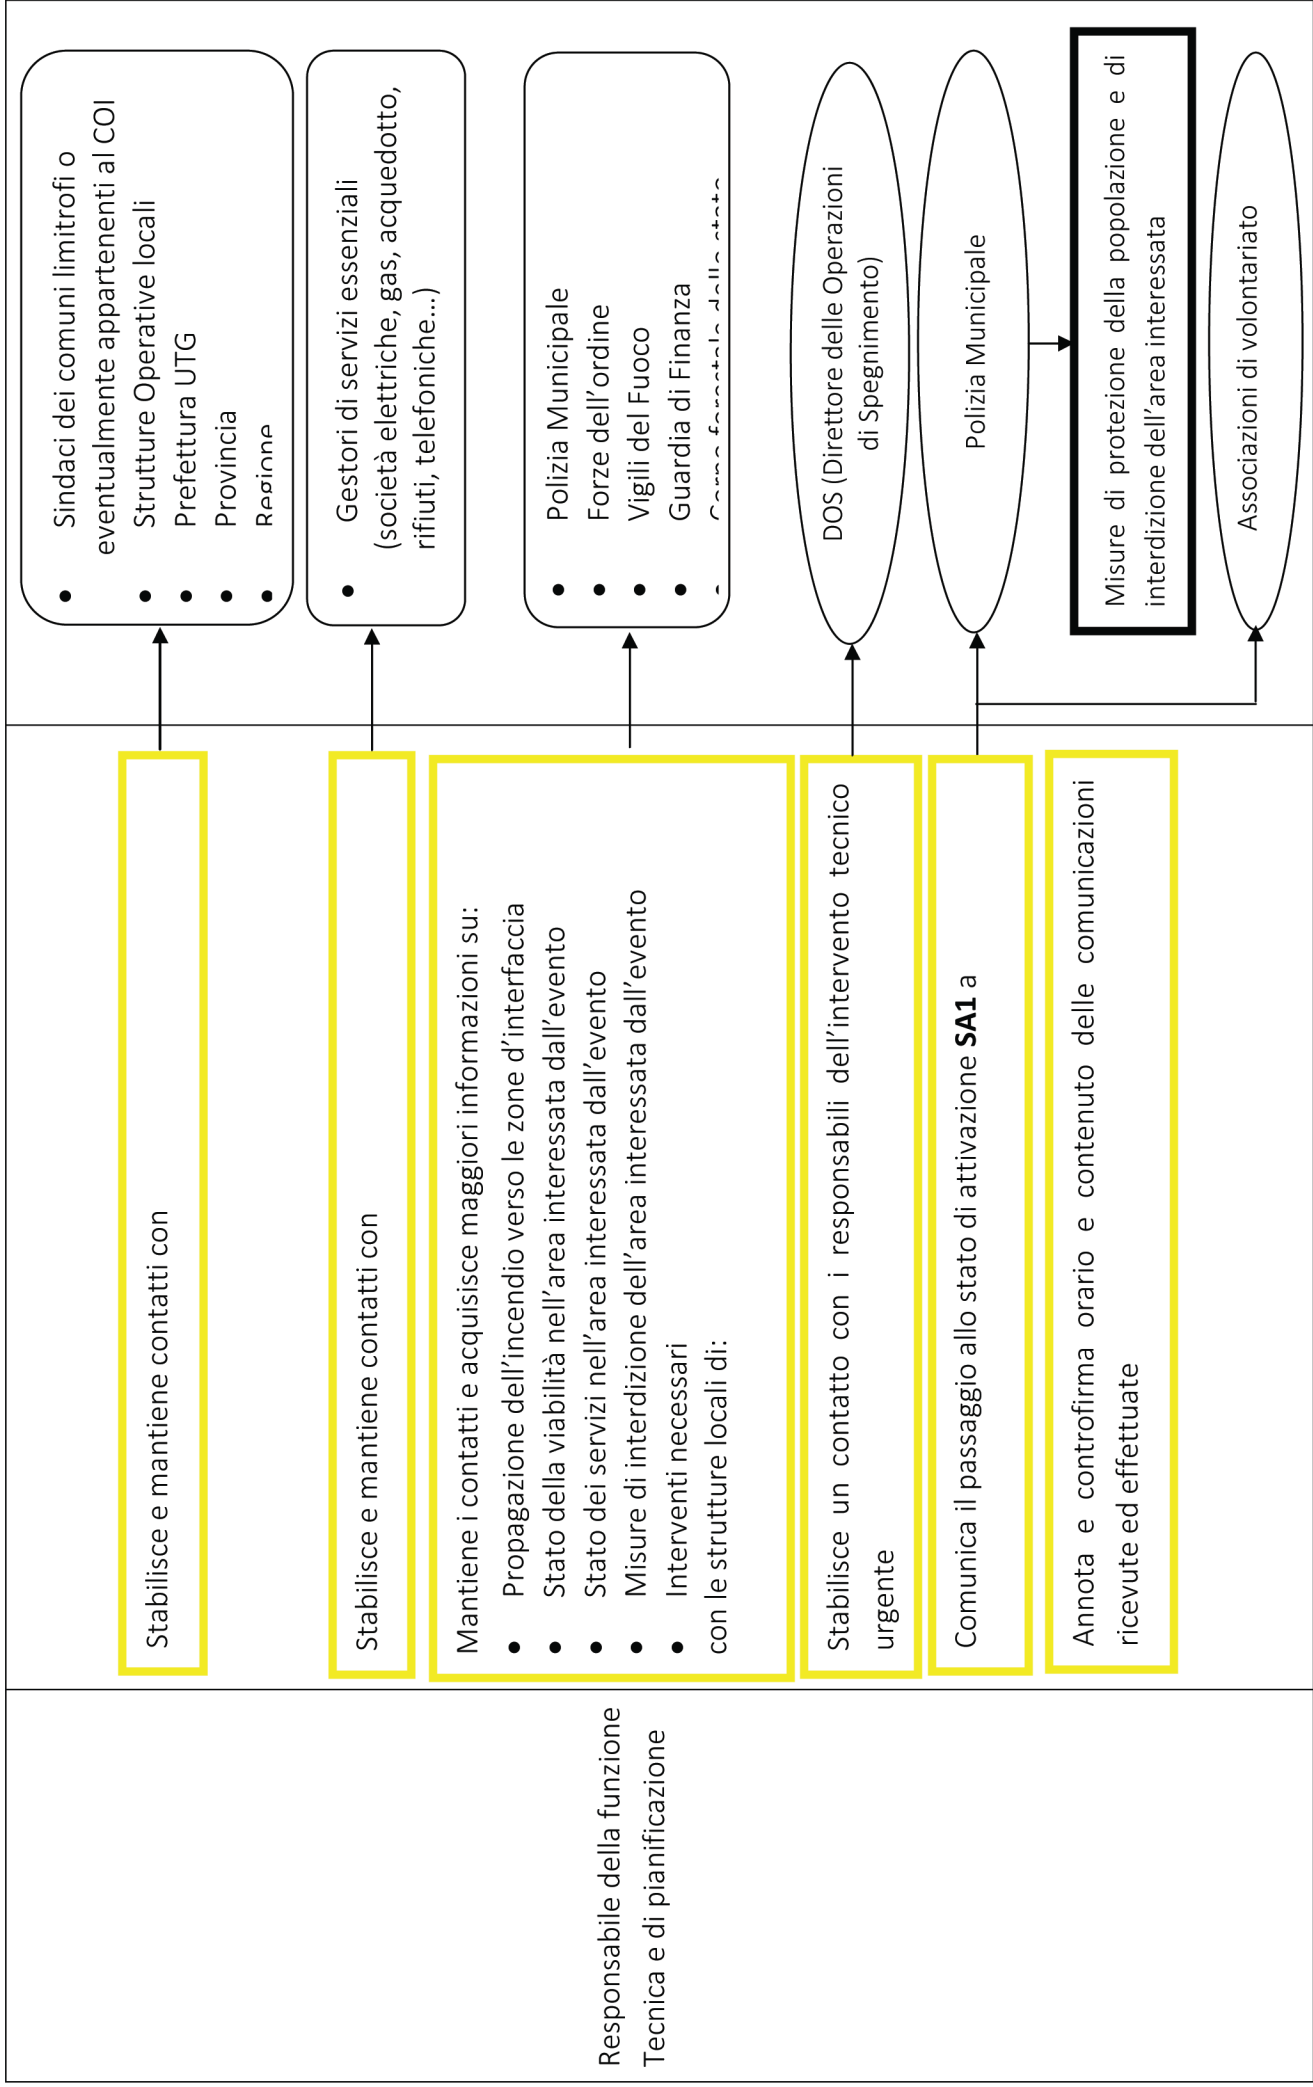 Responsabile della funzione
Tecnica e di pianificazione
Stabilisce e mantiene contatti con
• Sindaci dei comuni limitrofi o
eventualmente appartenenti al COI
• Strutture Operative locali
• Prefettura UTG
• Provincia
• Regione
Stabilisce e mantiene contatti con
• Gestori di servizi essenziali
(società elettriche, gas, acquedotto,
rifiuti, telefoniche...)
Mantiene i contatti e acquisisce maggiori informazioni su:
• Propagazione dell'incendio verso le zone d'interfaccia
• Stato della viabilità nell'area interessata dall'evento
• Stato dei servizi nell'area interessata dall'evento
• Misure di interdizione dell'area interessata dall'evento
• Interventi necessari
con le strutture locali di:
• Polizia Municipale
• Forze dell'ordine
• Vigili del Fuoco
• Guardia di Finanza
• Corpo forestale dello stato
Stabilisce un contatto con i responsabili dell'intervento tecnico
urgente
DOS (Direttore delle Operazioni
di Spegnimento)
Comunica il passaggio allo stato di attivazione SA1 a
Polizia Municipale
Annota e controfirma orario e contenuto delle comunicazioni
ricevute ed effettuate
Misure di protezione della popolazione e di
interdizione dell'area interessata
Associazioni di volontariato